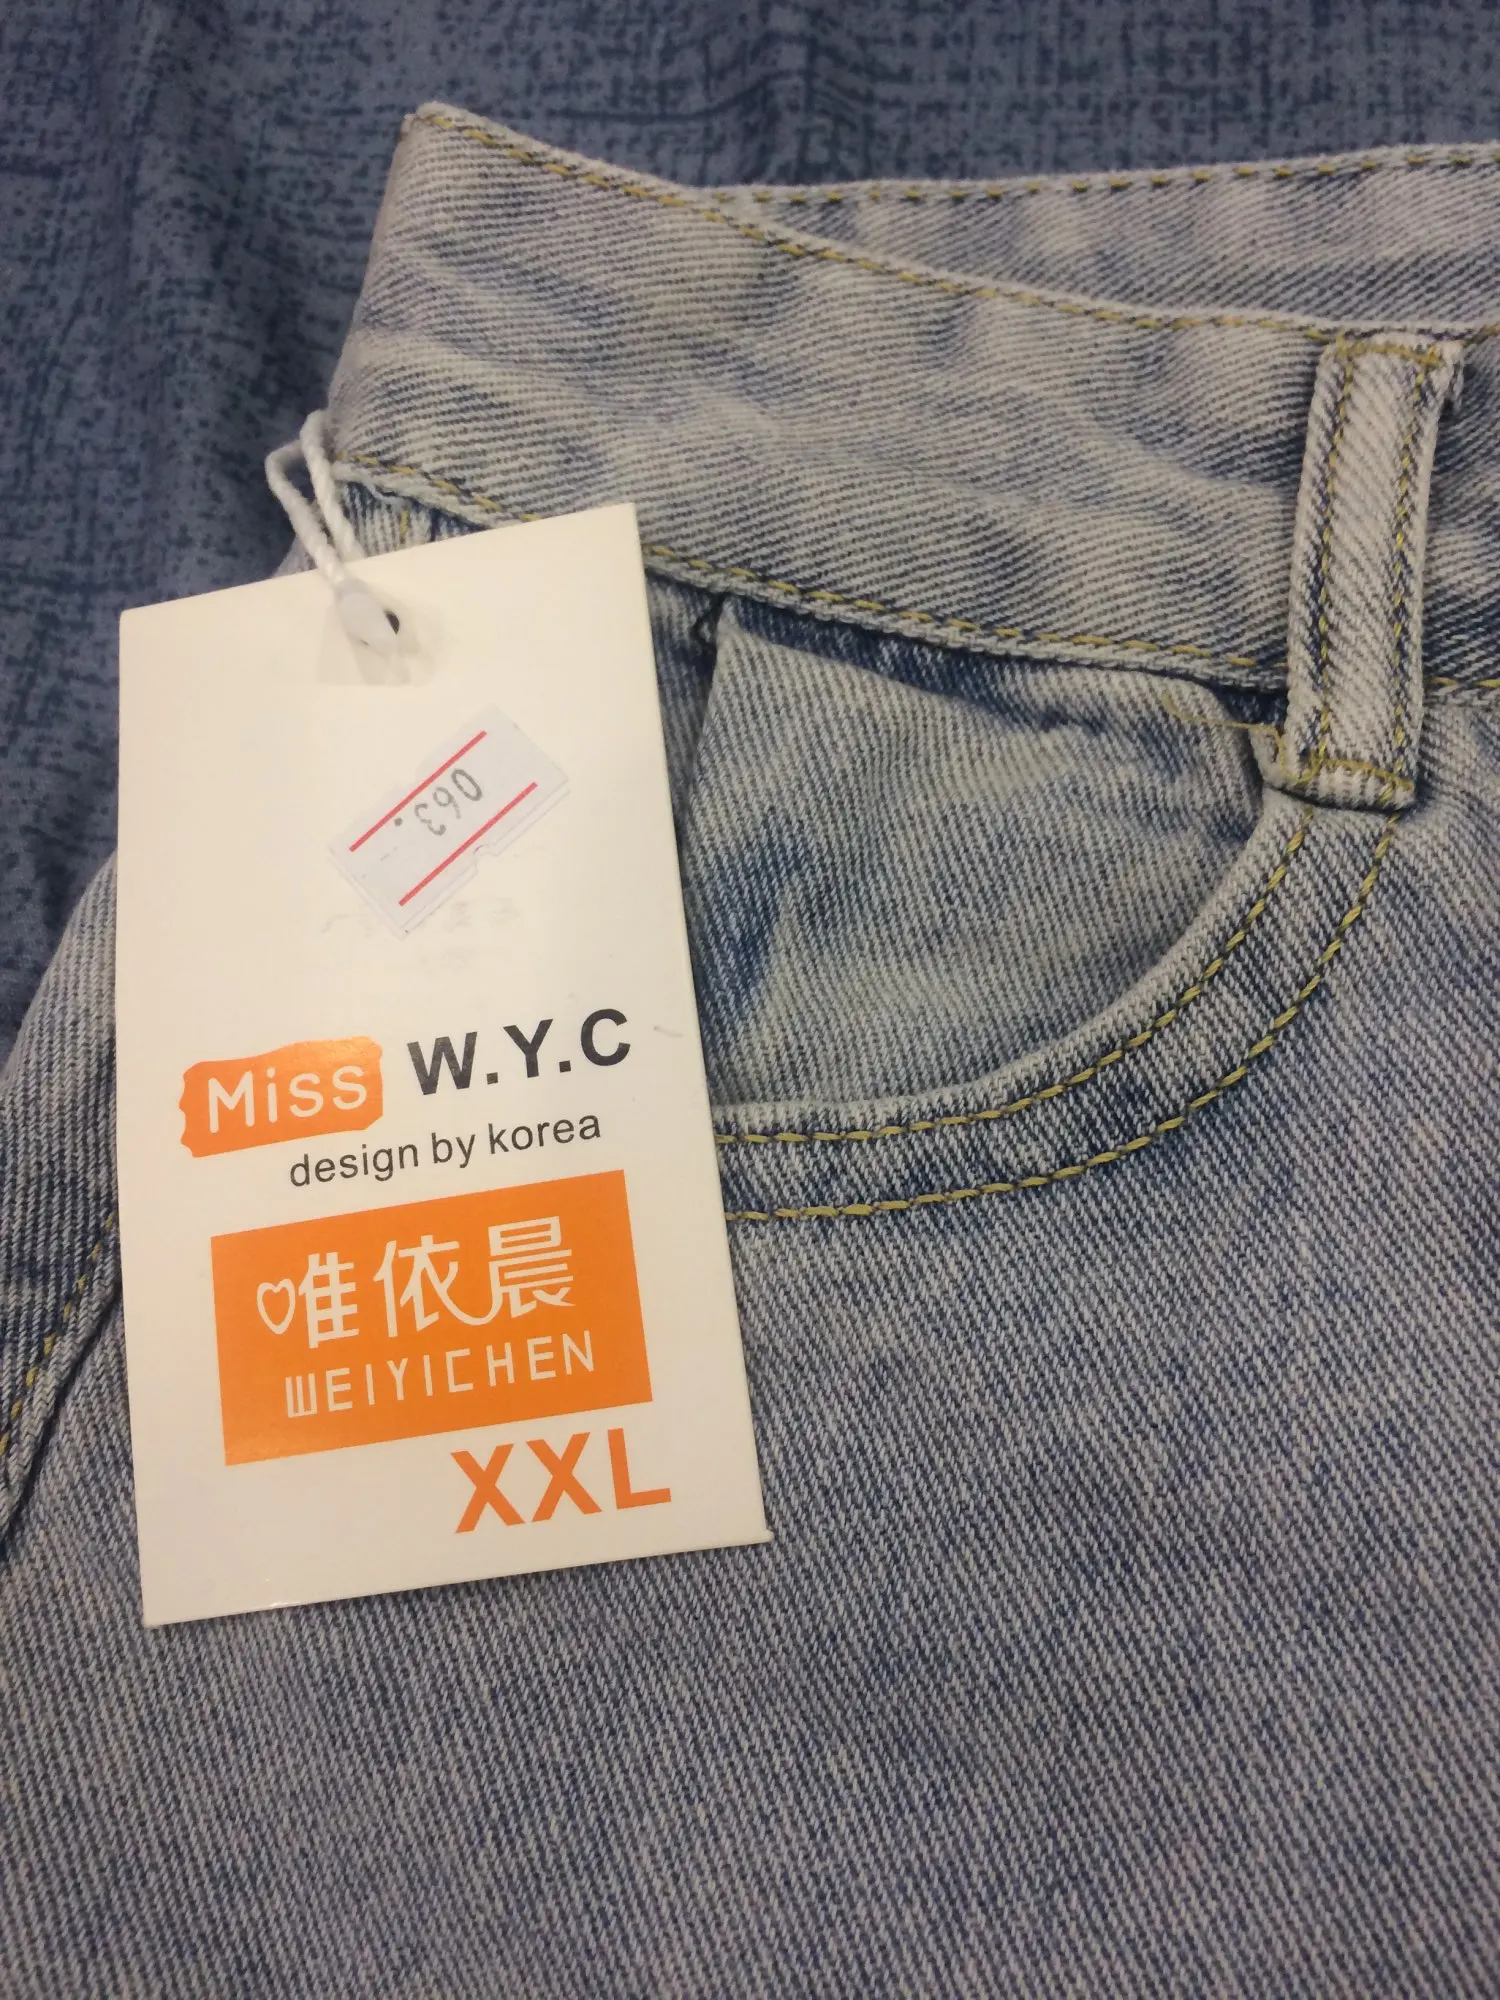 063.
Miss W.Y.C
design by korea
唯依晨
WEIYICHEN
XXL